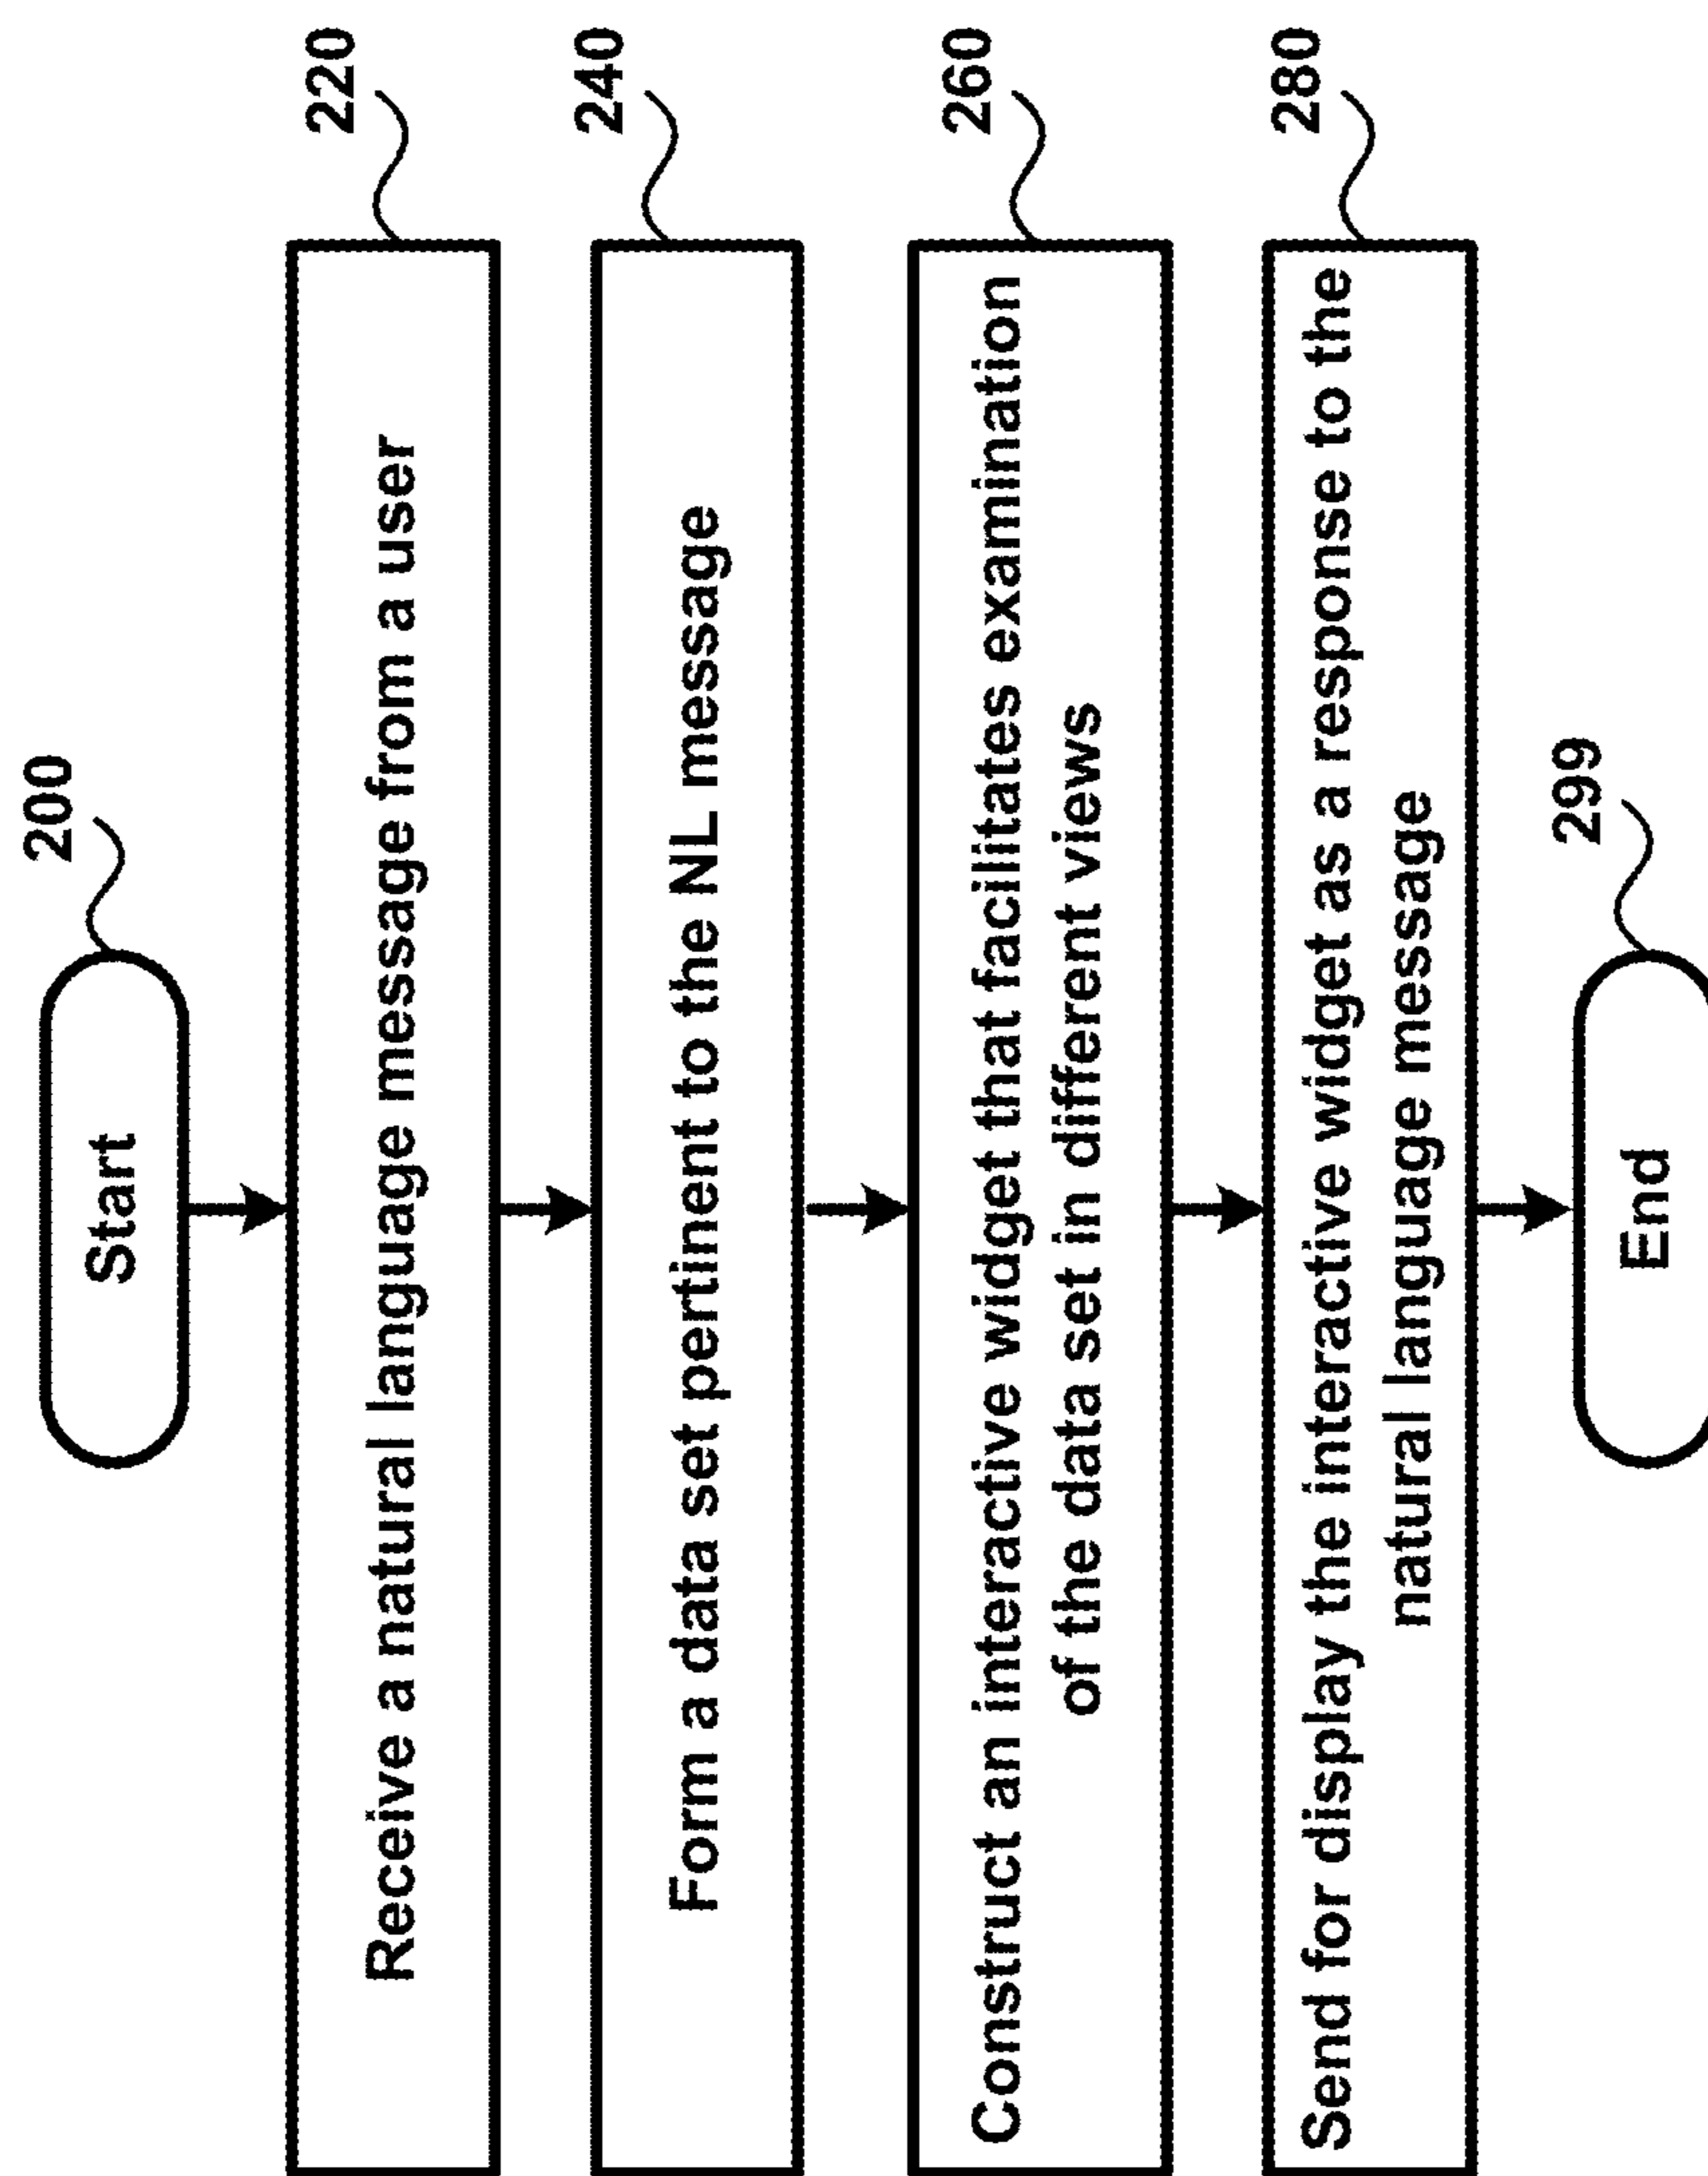 200
Start
220
Receive a natural language message from a user
240
Form a data set pertinent to the NL message
260
Construct an interactive widget that facilitates examination
of the data set in different views
280
Send for display the interactive widget as a response to the
natural language message
299
End